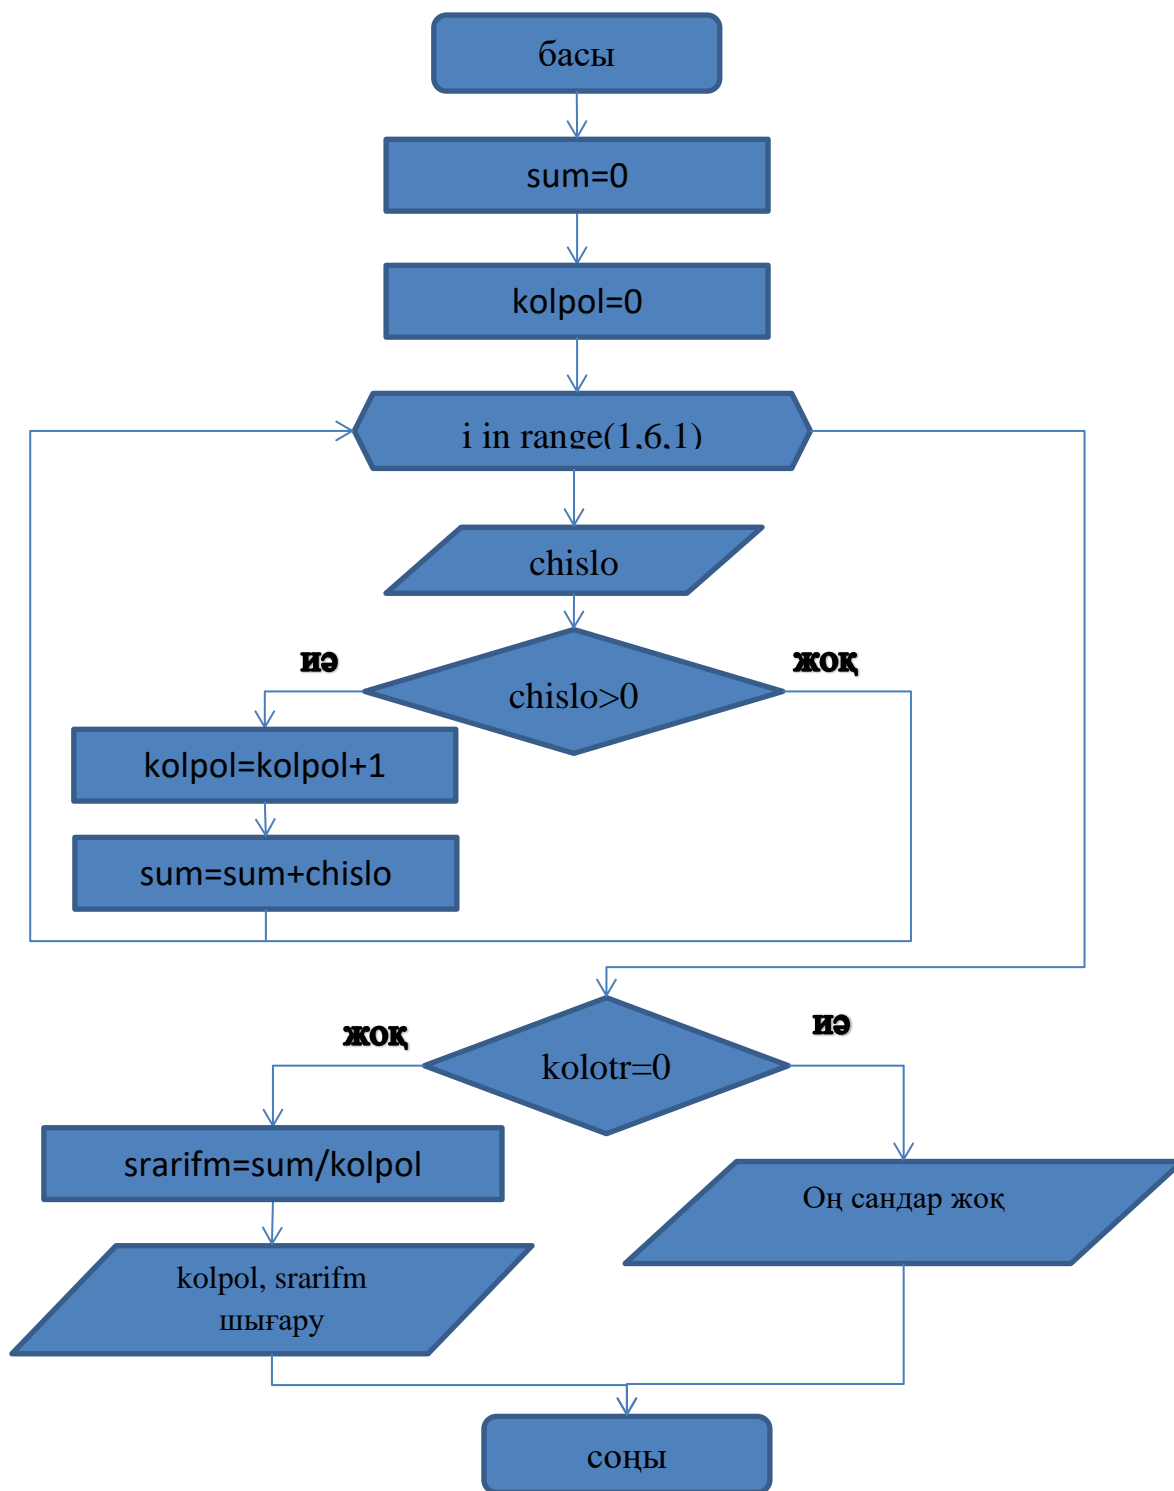 басы
sum=0
kolpol=0
i in range(1,6,1)
chislo
иә
жоқ
chislo>0
kolpol=kolpol+1
sum=sum+chislo
жоқ
иә
kolotr=0
srarifm=sum/kolpol
Оң сандар жоқ
kolpol, srarifm
шығару
соңы